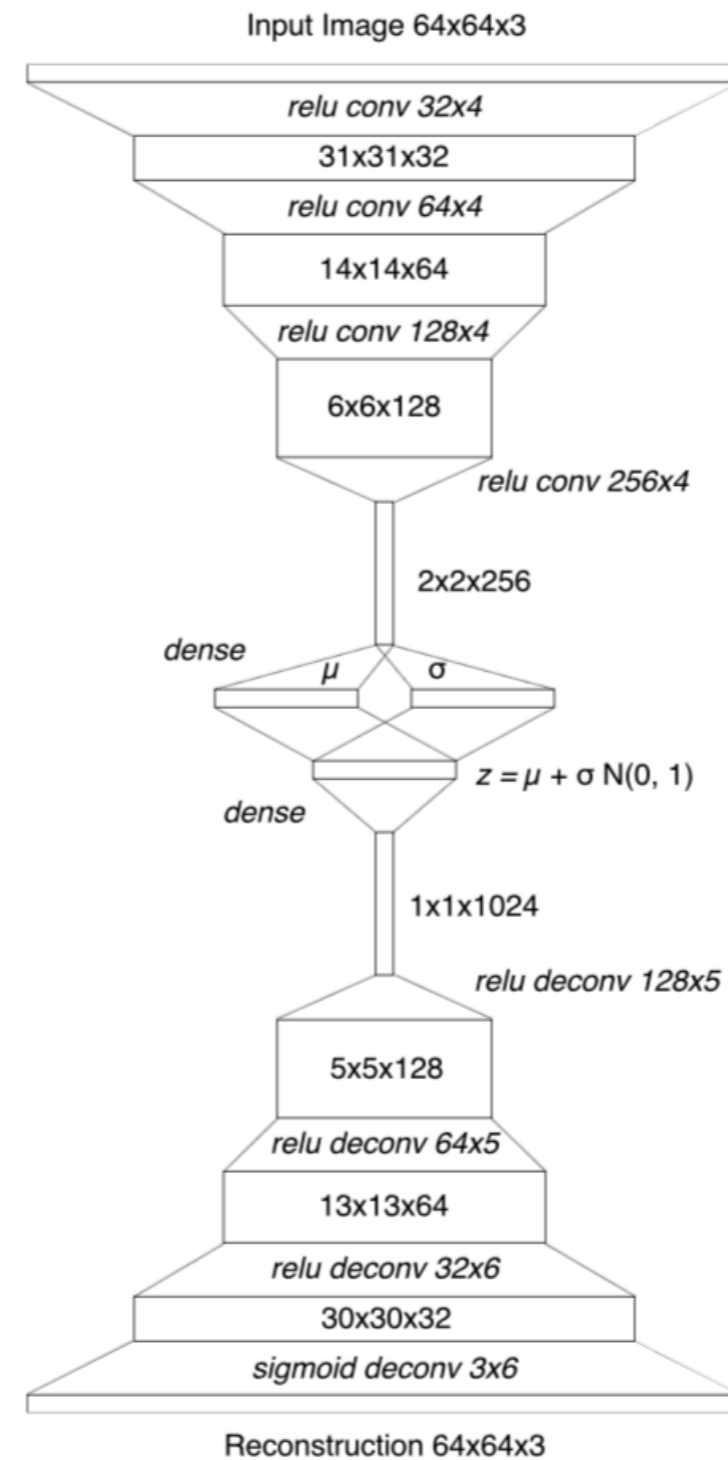 Input Image 64x64x3
relu conv 32x4
31x31x32
relu conv 64x4
14x14x64
relu conv 128x4
6x6x128
relu conv 256x4
2x2x256
dense
μ σ
z = μ + σ N(0, 1)
dense
1x1x1024
relu deconv 128x5
5x5x128
relu deconv 64x5
13x13x64
relu deconv 32x6
30x30x32
sigmoid deconv 3x6
Reconstruction 64x64x3